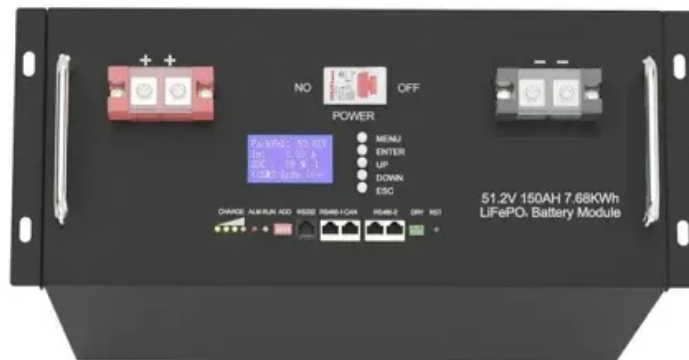 + +
- -
NO
OFF
POWER
MENU
ENTER
UP
DOWN
ESC
51.2V 150AH 7.68KWh
LiFePO₄ Battery Module
CHARGE ALM RUN ADD RS232 RS485-1 CAN RS485-2 DRY RST